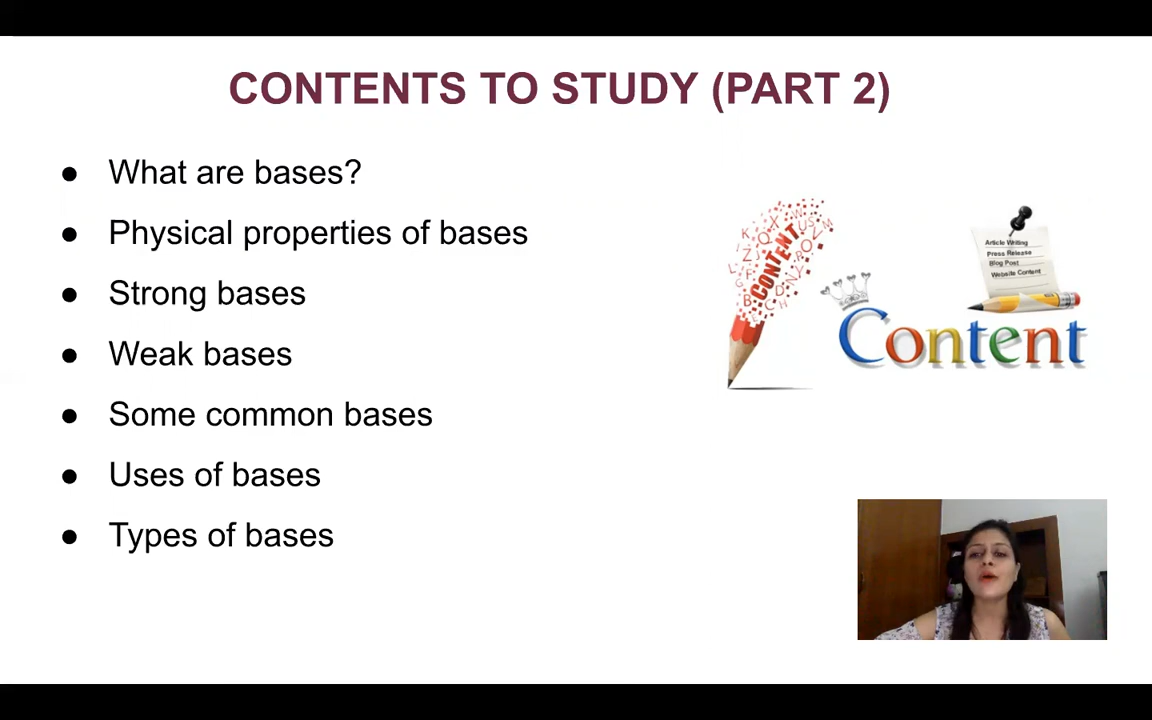 CONTENTS TO STUDY (PART 2)
● What are bases?
● Physical properties of bases
● Strong bases
● Weak bases
● Some common bases
● Uses of bases
● Types of bases
CONTENT
Article Writing
Press Release
Blog Post
Website Content
Content